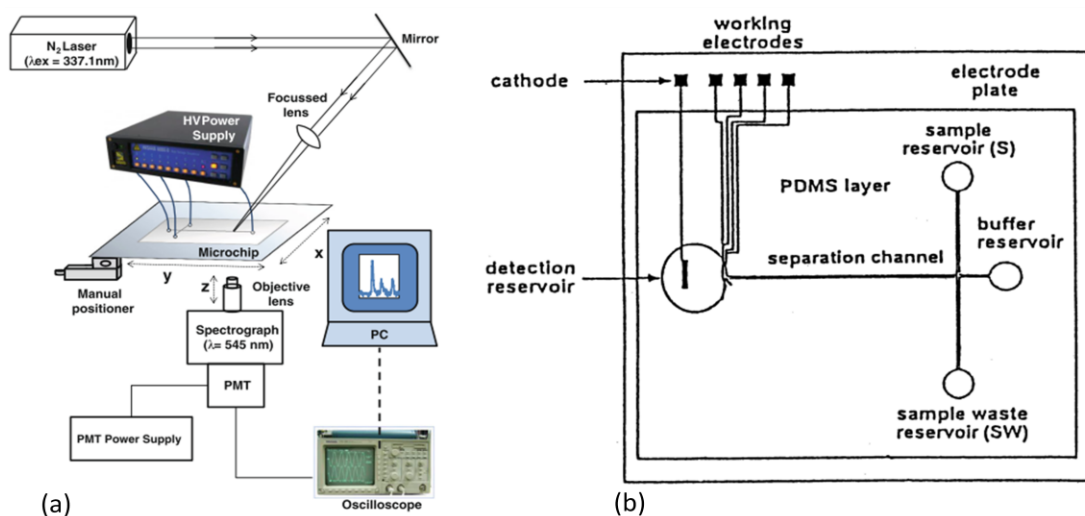 N₂ Laser
(λex = 337.1nm)
Mirror
Focussed
lens
HV Power
Supply
Microchip
x
y
z
Manual
positioner
Objective
lens
Spectrograph
(λ= 545 nm)
PMT
PMT Power Supply
PC
Oscilloscope
(a)
working
electrodes
cathode
electrode
plate
sample
reservoir (S)
PDMS layer
buffer
reservoir
separation channel
detection
reservoir
sample waste
reservoir (SW)
(b)